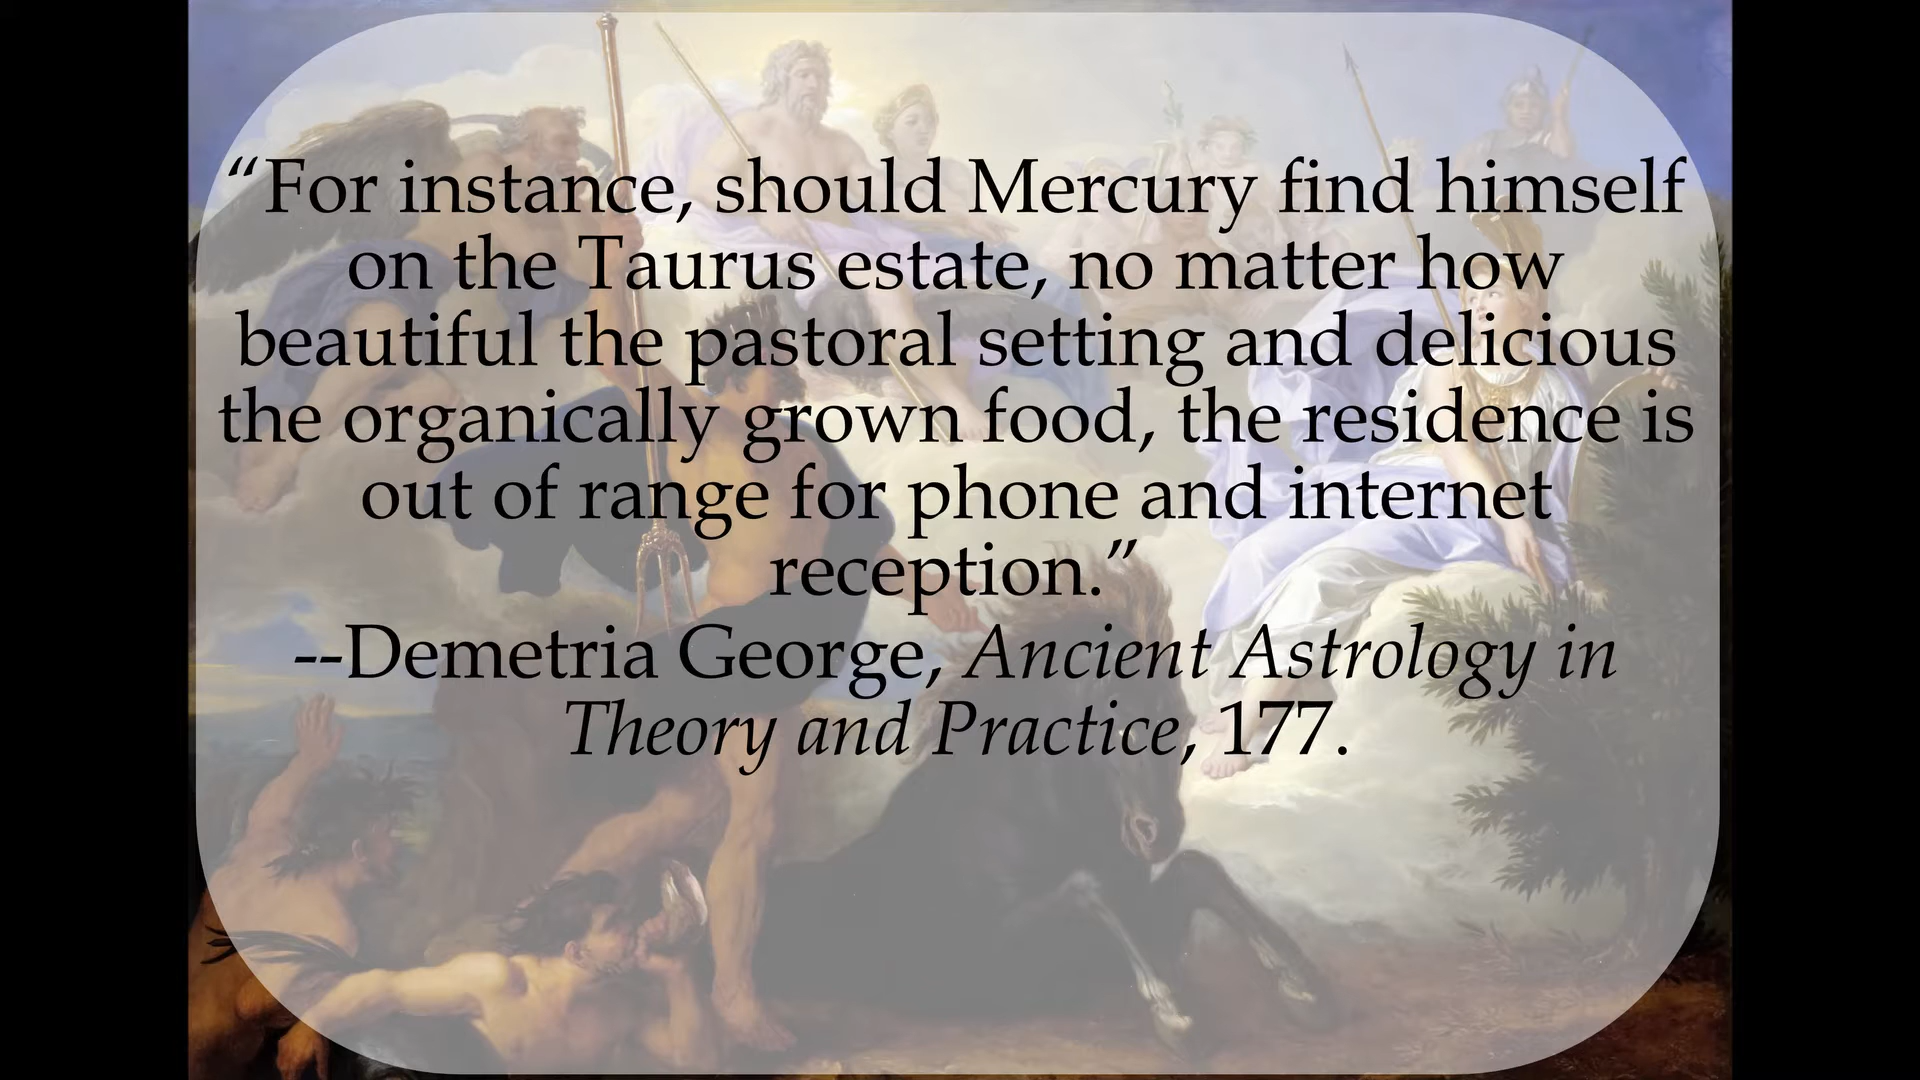 “For instance, should Mercury find himself
on the Taurus estate, no matter how
beautiful the pastoral setting and delicious
the organically grown food, the residence is
out of range for phone and internet
reception.”
--Demetria George, Ancient Astrology in
Theory and Practice, 177.